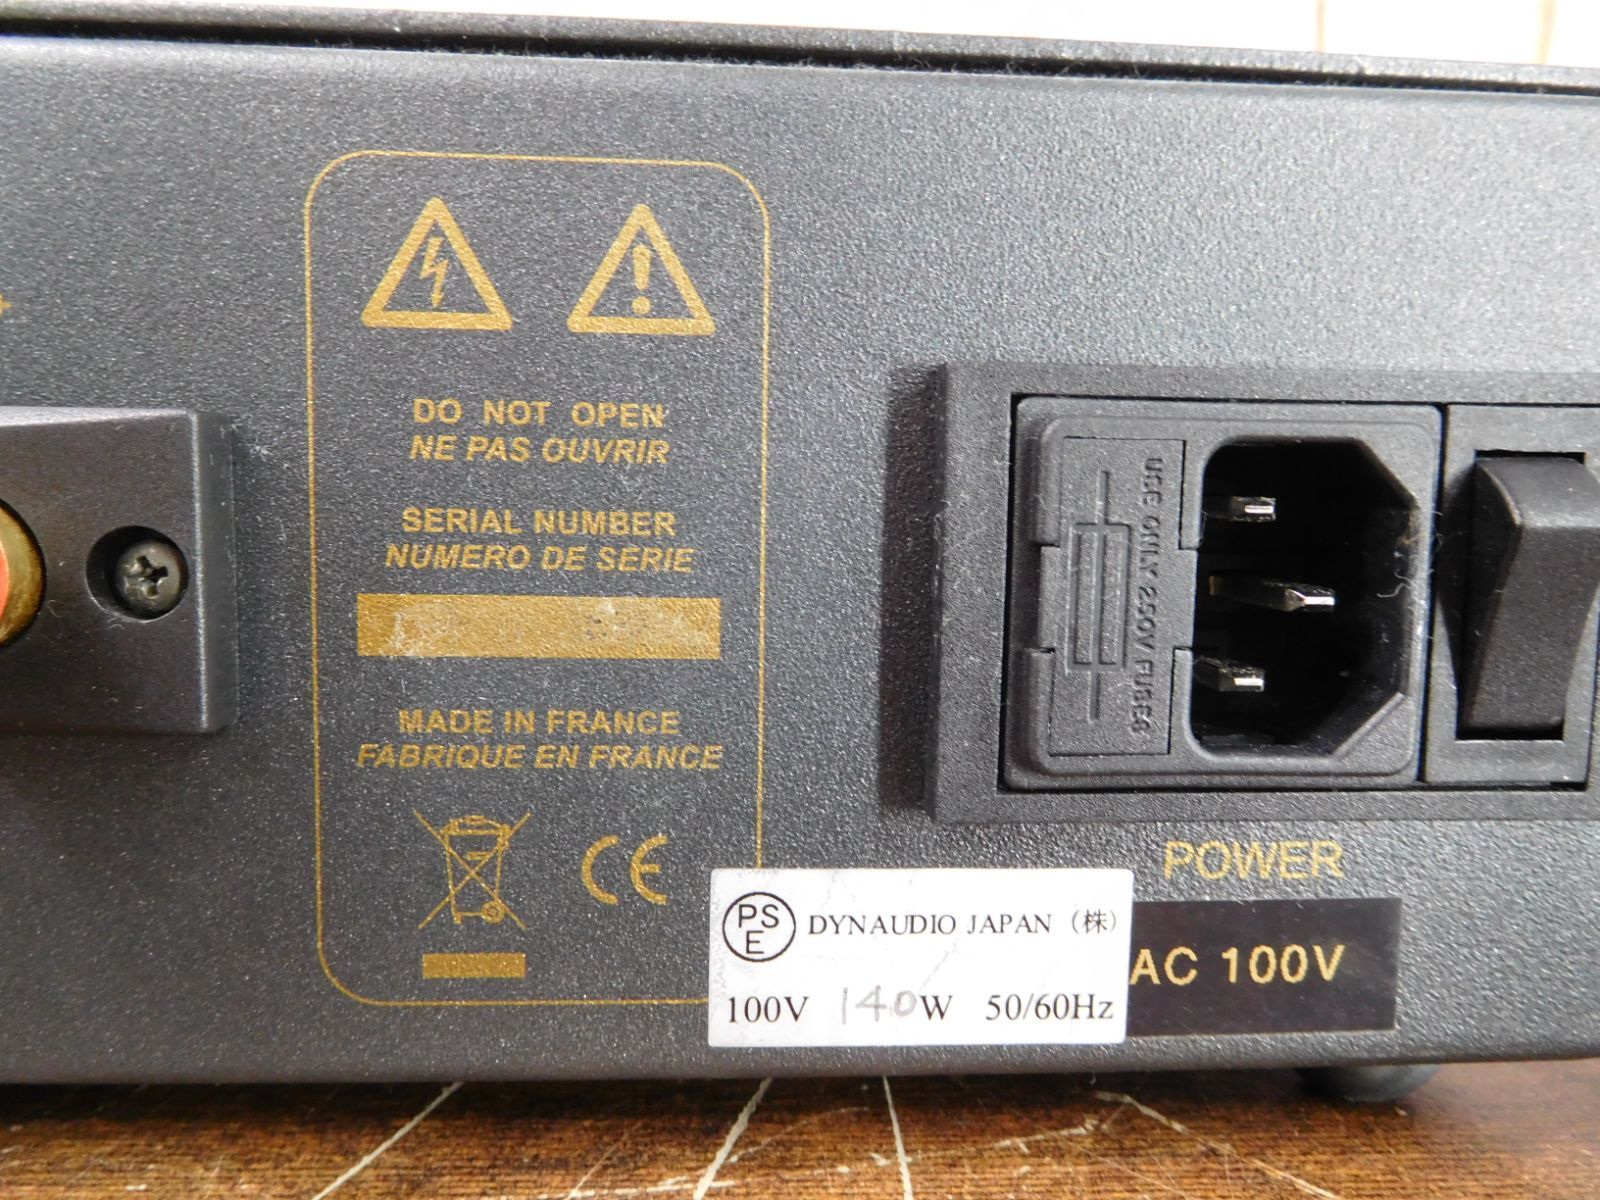 DO NOT OPEN
NE PAS OUVRIR
SERIAL NUMBER
NUMERO DE SERIE
MADE IN FRANCE
FABRIQUE EN FRANCE
CE
USE ONLY 250V FUSES
POWER
AC 100V
PSE DYNAUDIO JAPAN (株)
100V 140W 50/60Hz